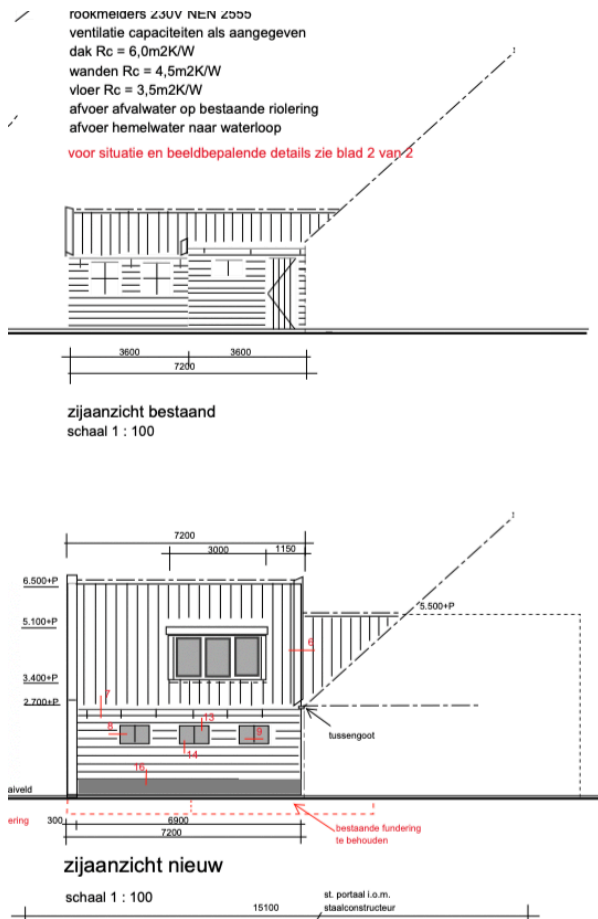 rookmelders 230V NEN 2555
ventilatie capaciteiten als aangegeven
dak Rc = 6,0m2K/W
wanden Rc = 4,5m2K/W
vloer Rc = 3,5m2K/W
afvoer afvalwater op bestaande riolering
afvoer hemelwater naar waterloop
voor situatie en beeldbepalende details zie blad 2 van 2
3600 3600
7200
zijaanzicht bestaand
schaal 1 : 100
7200
3000 1150
6.500+P
5.500+P
5.100+P
6
3.400+P
2.700+P
7
tussengoot
8 13 9
14
16
aiveld
ering
300 6900
7200
bestaande fundering
te behouden
zijaanzicht nieuw
schaal 1 : 100
st. portaal i.o.m.
staalconstructeur
15100